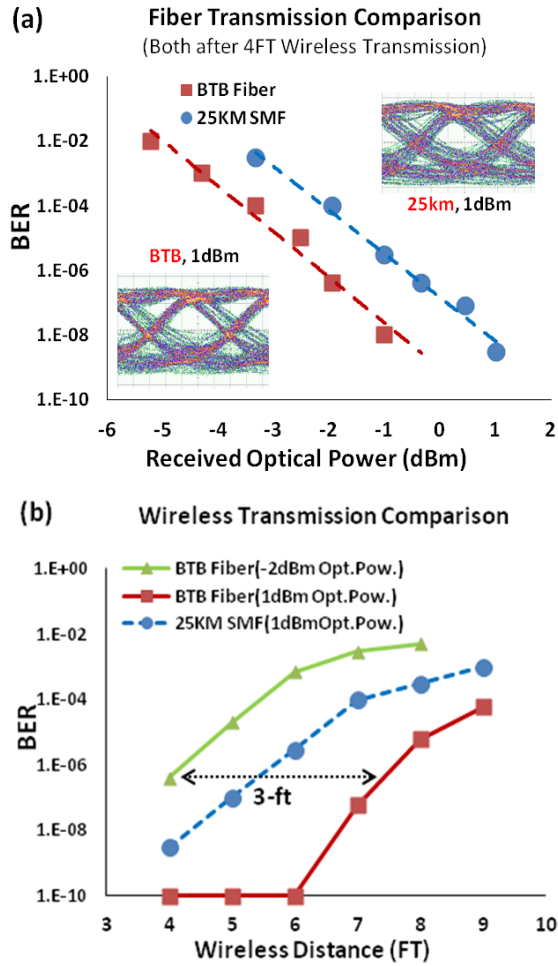 (a)
Fiber Transmission Comparison
(Both after 4FT Wireless Transmission)
1.E+00
BTB Fiber
25KM SMF
1.E-02
25km, 1dBm
BER
1.E-04
BTB, 1dBm
1.E-06
1.E-08
1.E-10
-6 -5 -4 -3 -2 -1 0 1 2
Received Optical Power (dBm)
(b)
Wireless Transmission Comparison
1.E+00
BTB Fiber(-2dBm Opt.Pow.)
BTB Fiber(1dBm Opt.Pow.)
25KM SMF(1dBmOpt.Pow.)
1.E-02
BER
1.E-04
1.E-06
3-ft
1.E-08
1.E-10
3 4 5 6 7 8 9 10
Wireless Distance (FT)